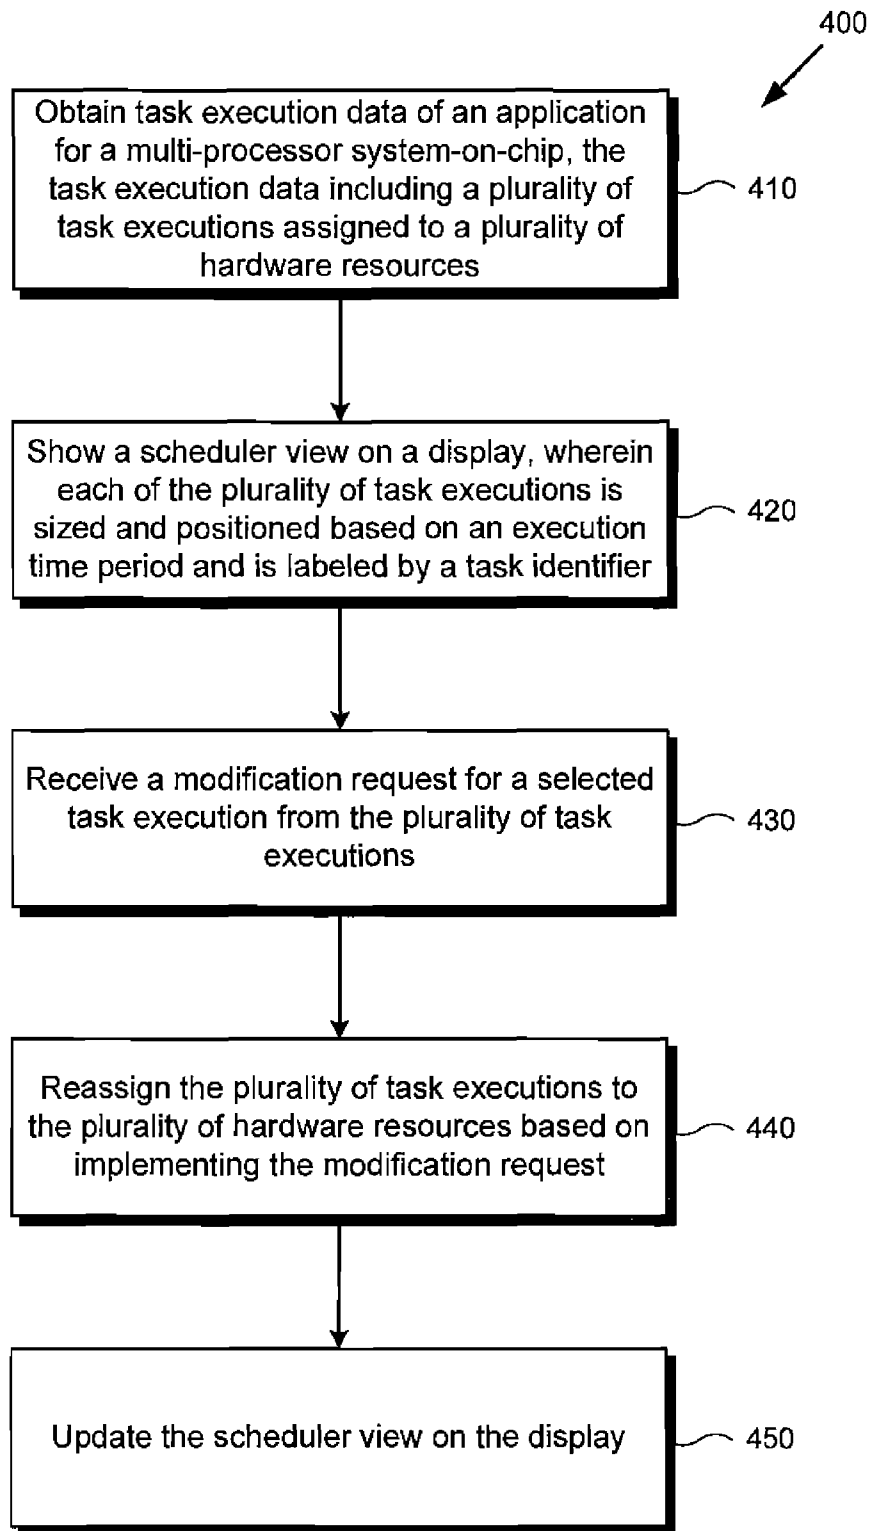 400
Obtain task execution data of an application
for a multi-processor system-on-chip, the
task execution data including a plurality of
task executions assigned to a plurality of
hardware resources
410
Show a scheduler view on a display, wherein
each of the plurality of task executions is
sized and positioned based on an execution
time period and is labeled by a task identifier
420
Receive a modification request for a selected
task execution from the plurality of task
executions
430
Reassign the plurality of task executions to
the plurality of hardware resources based on
implementing the modification request
440
Update the scheduler view on the display
450